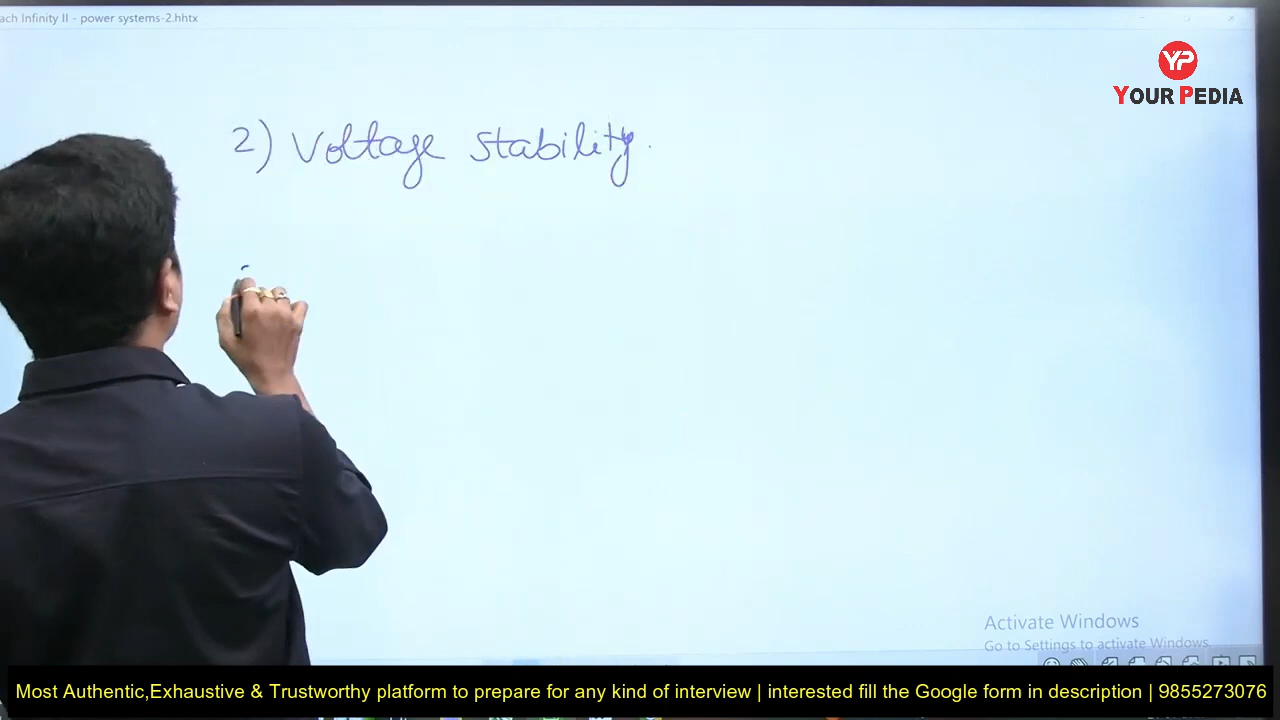 ach Infinity II - power systems-2.hhtx
YP
YOUR PEDIA
2) Voltage Stability.
Activate Windows
Go to Settings to activate Windows.
Most Authentic,Exhaustive & Trustworthy platform to prepare for any kind of interview | interested fill the Google form in description | 9855273076